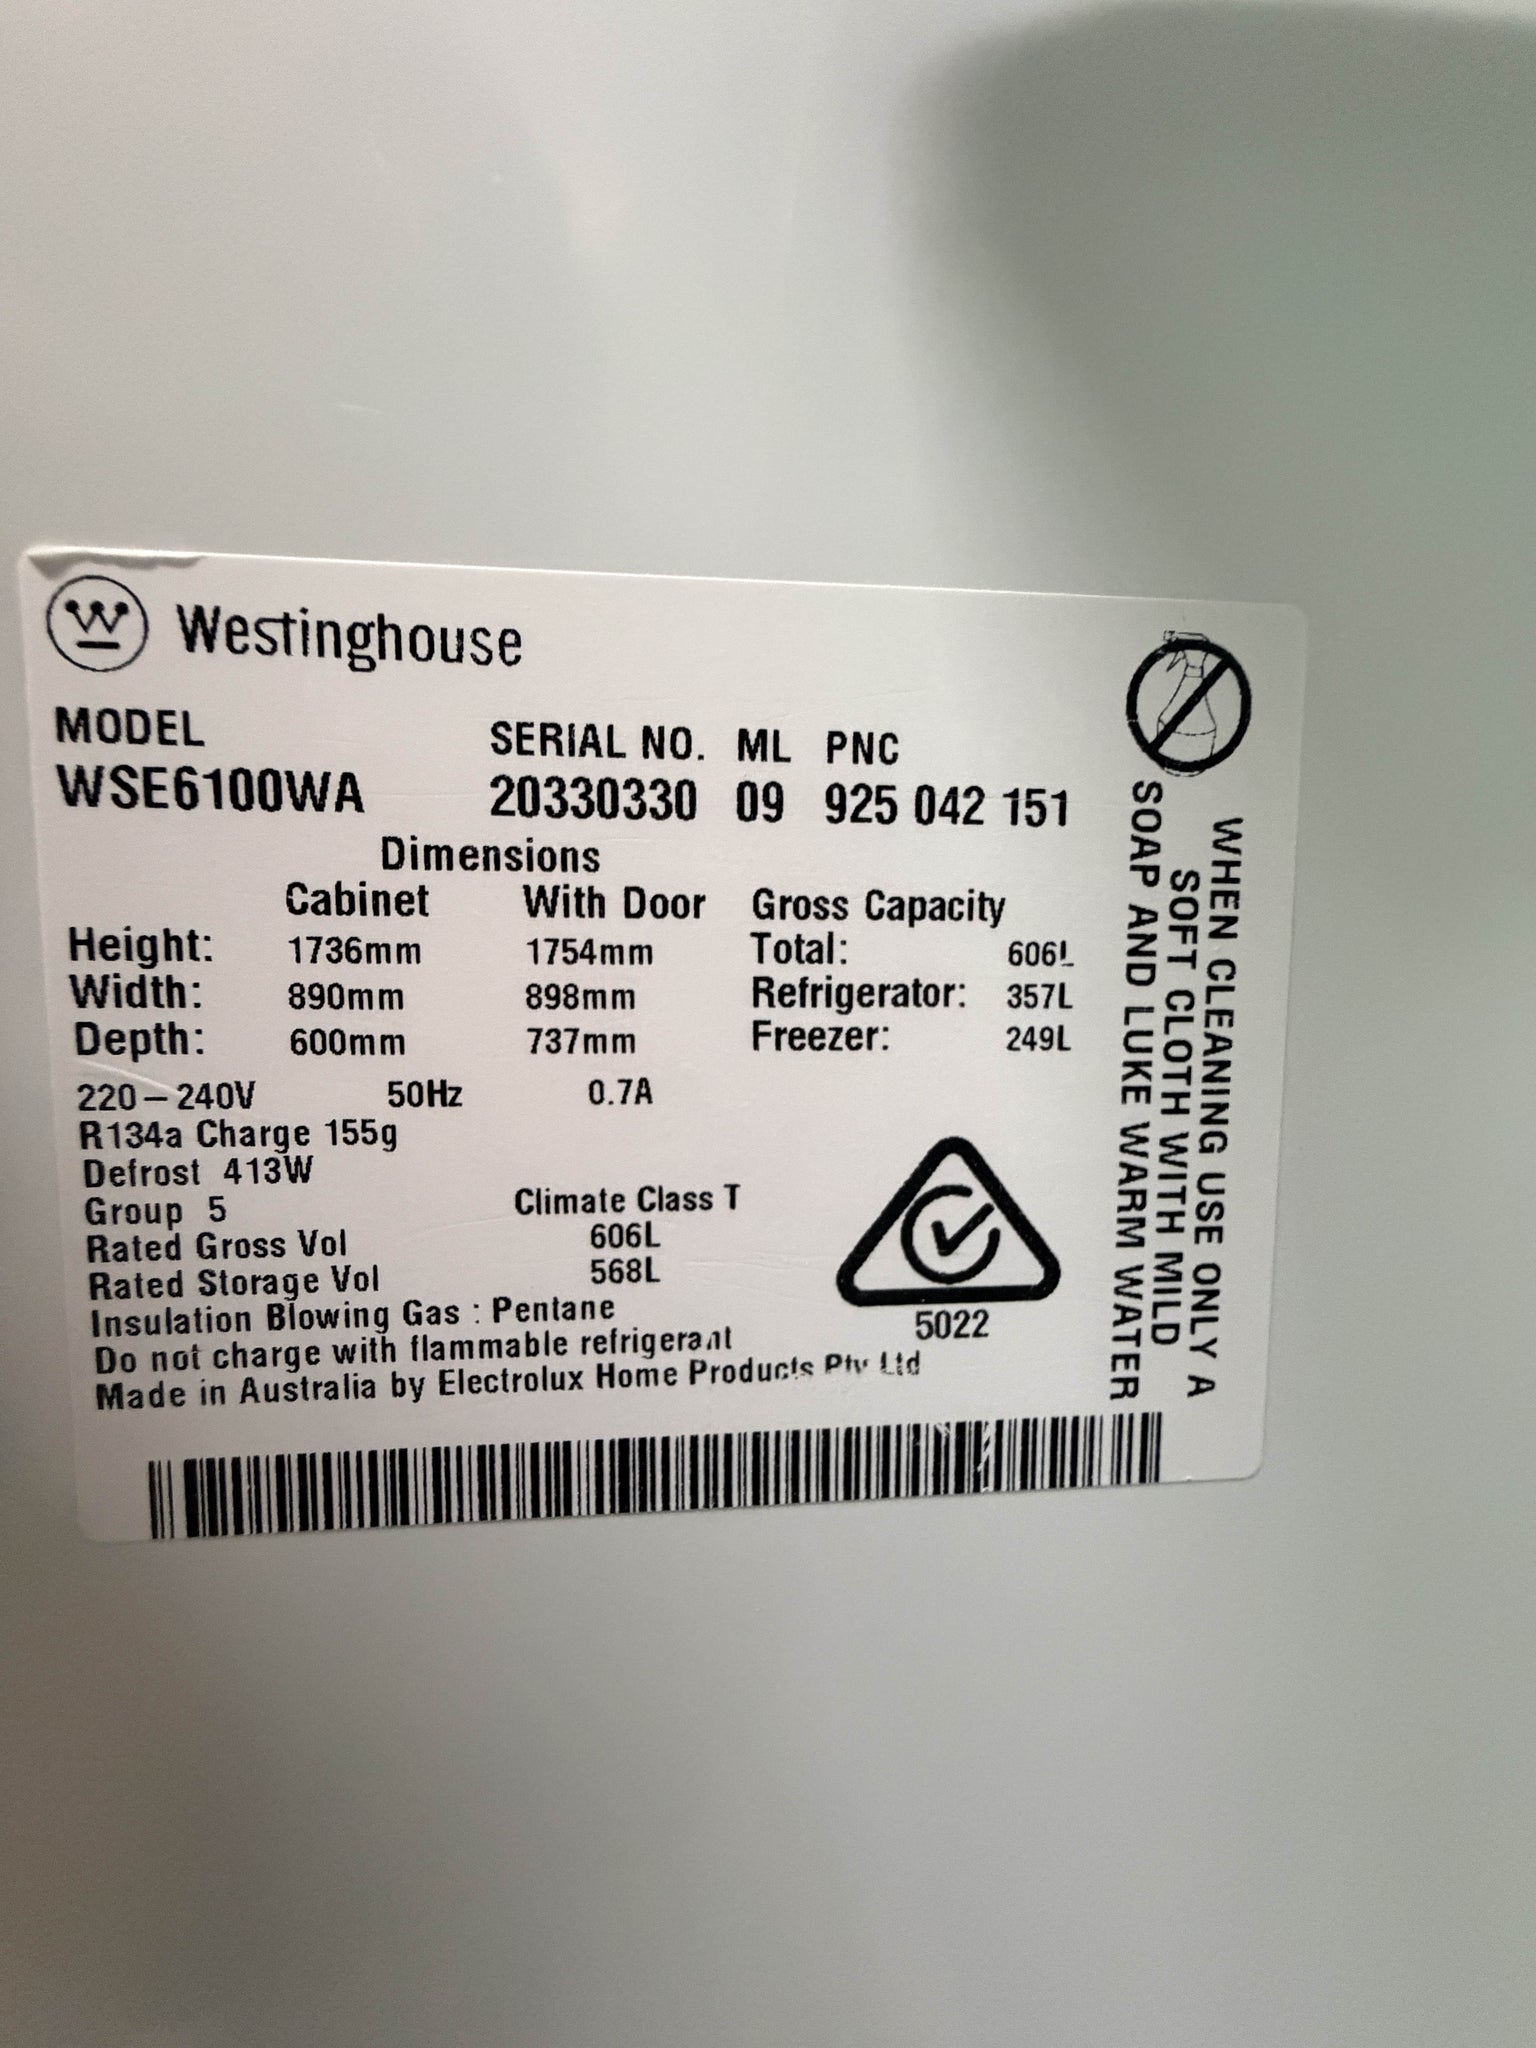 Westinghouse
MODEL SERIAL NO. ML PNC
WSE6100WA 20330330 09 925 042 151
Dimensions
Cabinet With Door Gross Capacity
Height: 1736mm 1754mm Total: 606L
Width: 890mm 898mm Refrigerator: 357L
Depth: 600mm 737mm Freezer: 249L
220-240V 50Hz 0.7A
R134a Charge 155g
Defrost 413W
Group 5 Climate Class T
Rated Gross Vol 606L
Rated Storage Vol 568L
Insulation Blowing Gas : Pentane
Do not charge with flammable refrigerant
Made in Australia by Electrolux Home Products Pty Ltd
5022
WHEN CLEANING USE ONLY A
SOFT CLOTH WITH MILD
SOAP AND LUKE WARM WATER